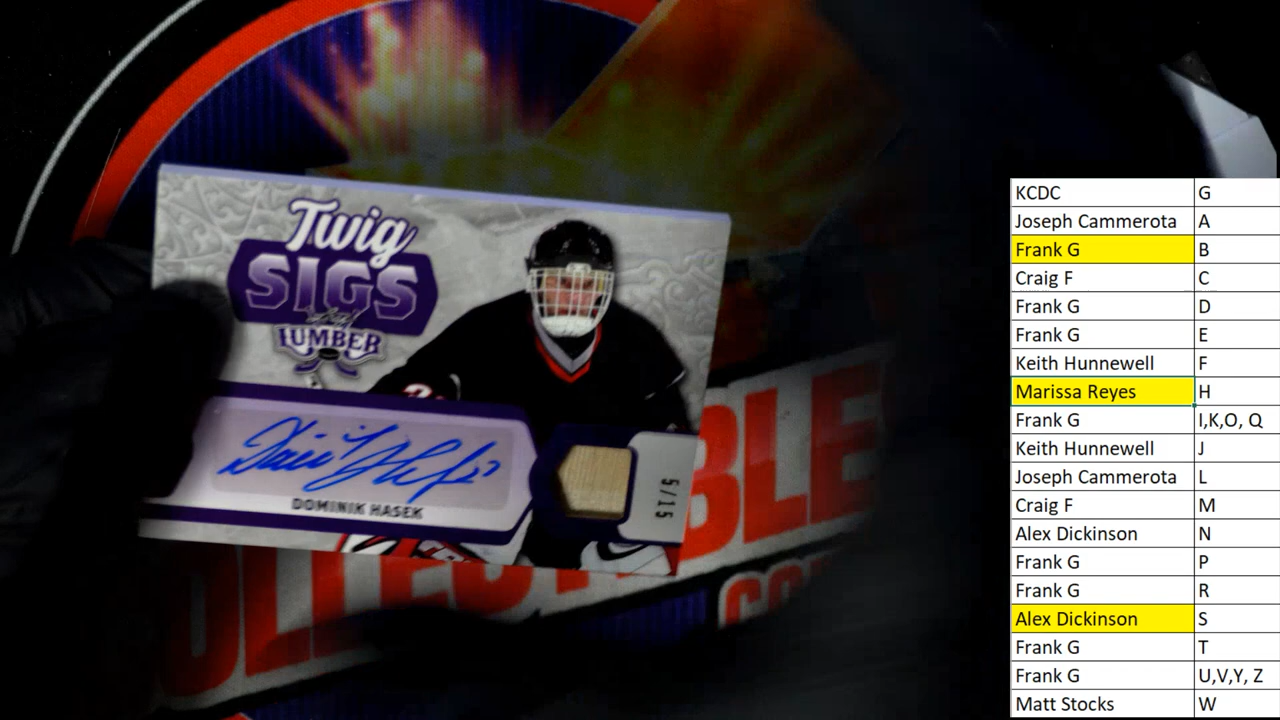 Twig
SIGS
LUMBER
DOMINIK HASEK
5/15
KCDC G
Joseph Cammerota A
Frank G B
Craig F C
Frank G D
Frank G E
Keith Hunnewell F
Marissa Reyes H
Frank G I,K,O, Q
Keith Hunnewell J
Joseph Cammerota L
Craig F M
Alex Dickinson N
Frank G P
Frank G R
Alex Dickinson S
Frank G T
Frank G U,V,Y, Z
Matt Stocks W